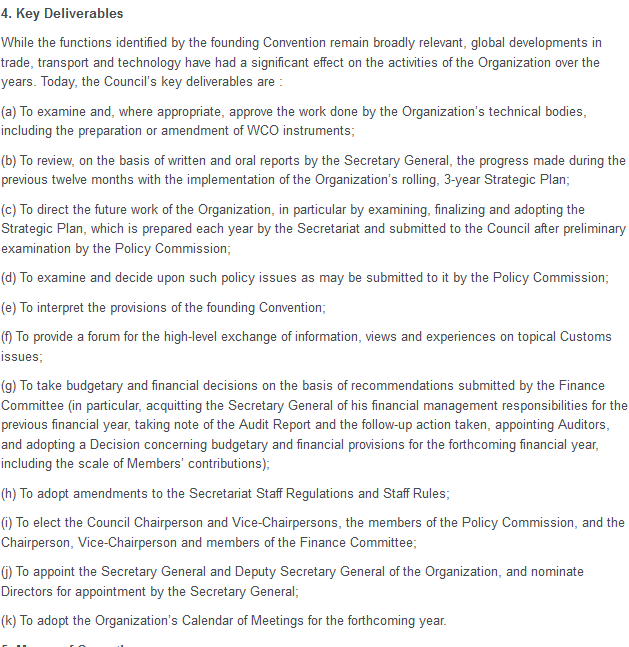 4. Key Deliverables
While the functions identified by the founding Convention remain broadly relevant, global developments in
trade, transport and technology have had a significant effect on the activities of the Organization over the
years. Today, the Council's key deliverables are :
(a) To examine and, where appropriate, approve the work done by the Organization's technical bodies,
including the preparation or amendment of WCO instruments;
(b) To review, on the basis of written and oral reports by the Secretary General, the progress made during the
previous twelve months with the implementation of the Organization's rolling, 3-year Strategic Plan;
(c) To direct the future work of the Organization, in particular by examining, finalizing and adopting the
Strategic Plan, which is prepared each year by the Secretariat and submitted to the Council after preliminary
examination by the Policy Commission;
(d) To examine and decide upon such policy issues as may be submitted to it by the Policy Commission;
(e) To interpret the provisions of the founding Convention;
(f) To provide a forum for the high-level exchange of information, views and experiences on topical Customs
issues;
(g) To take budgetary and financial decisions on the basis of recommendations submitted by the Finance
Committee (in particular, acquitting the Secretary General of his financial management responsibilities for the
previous financial year, taking note of the Audit Report and the follow-up action taken, appointing Auditors,
and adopting a Decision concerning budgetary and financial provisions for the forthcoming financial year,
including the scale of Members' contributions);
(h) To adopt amendments to the Secretariat Staff Regulations and Staff Rules;
(i) To elect the Council Chairperson and Vice-Chairpersons, the members of the Policy Commission, and the
Chairperson, Vice-Chairperson and members of the Finance Committee;
(j) To appoint the Secretary General and Deputy Secretary General of the Organization, and nominate
Directors for appointment by the Secretary General;
(k) To adopt the Organization's Calendar of Meetings for the forthcoming year.